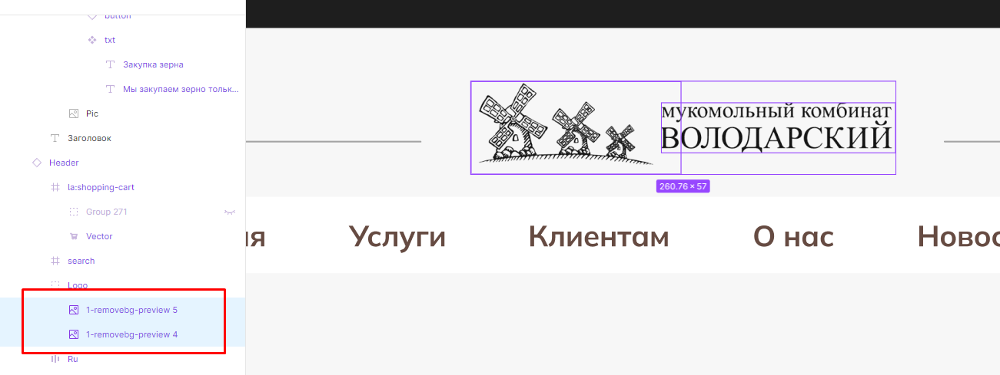 button
txt
Закупка зерна
Мы закупаем зерно тольк...
Pic
Заголовок
Header
la:shopping-cart
Group 271
Vector
search
Logo
1-removebg-preview 5
1-removebg-preview 4
Ru
мукомольный комбинат
ВОЛОДАРСКИЙ
260.76 × 57
ия Услуги Клиентам О нас Новос